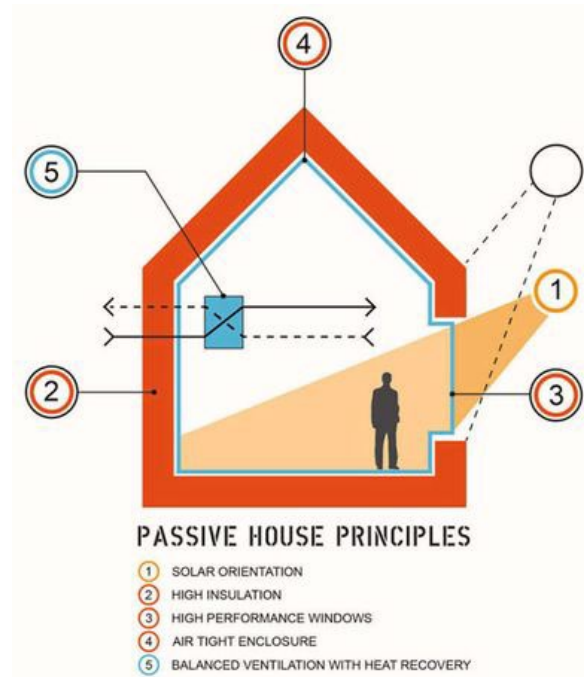 4
5
1
2
3
PASSIVE HOUSE PRINCIPLES
1 SOLAR ORIENTATION
2 HIGH INSULATION
3 HIGH PERFORMANCE WINDOWS
4 AIR TIGHT ENCLOSURE
5 BALANCED VENTILATION WITH HEAT RECOVERY